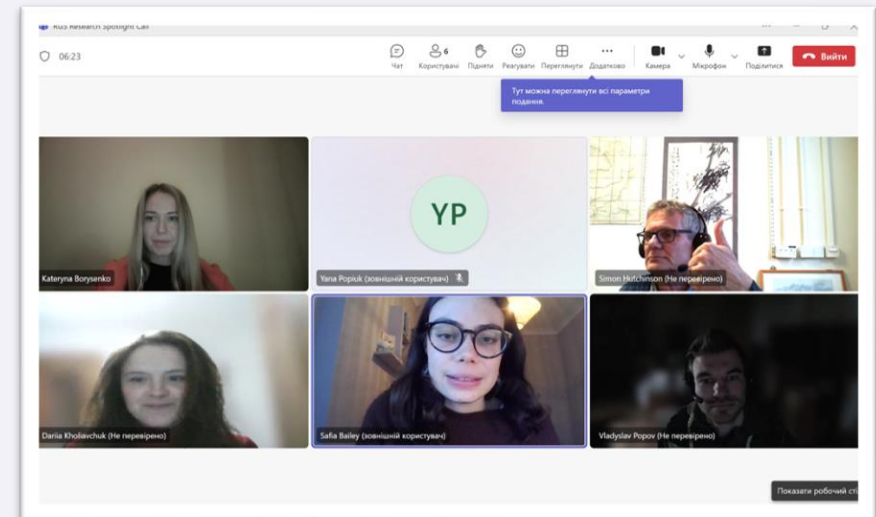 RGS Research Spotlight Call
06:23
6
Чат Користувачі Підняти Реагувати Переглянути Додатково Камера Мікрофон Поділитися Вийти
Тут можна переглянути всі параметри
подання.
YP
Kateryna Borysenko
Yana Popiuk (зовнішній користувач)
Simon Hutchinson (Не перевірено)
Dariia Kholiavchuk (Не перевірено)
Safia Bailey (зовнішній користувач)
Vladyslav Popov (Не перевірено)
Показати робочий